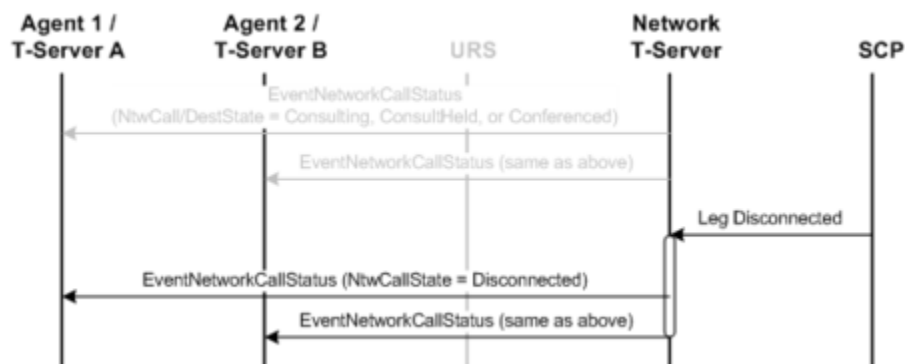 Agent 1 /
T-Server A
Agent 2 /
T-Server B
URS
Network
T-Server
SCP
EventNetworkCallStatus
(NtwCall/DestState = Consulting, ConsultHeld, or Conferenced)
EventNetworkCallStatus (same as above)
Leg Disconnected
EventNetworkCallStatus (NtwCallState = Disconnected)
EventNetworkCallStatus (same as above)